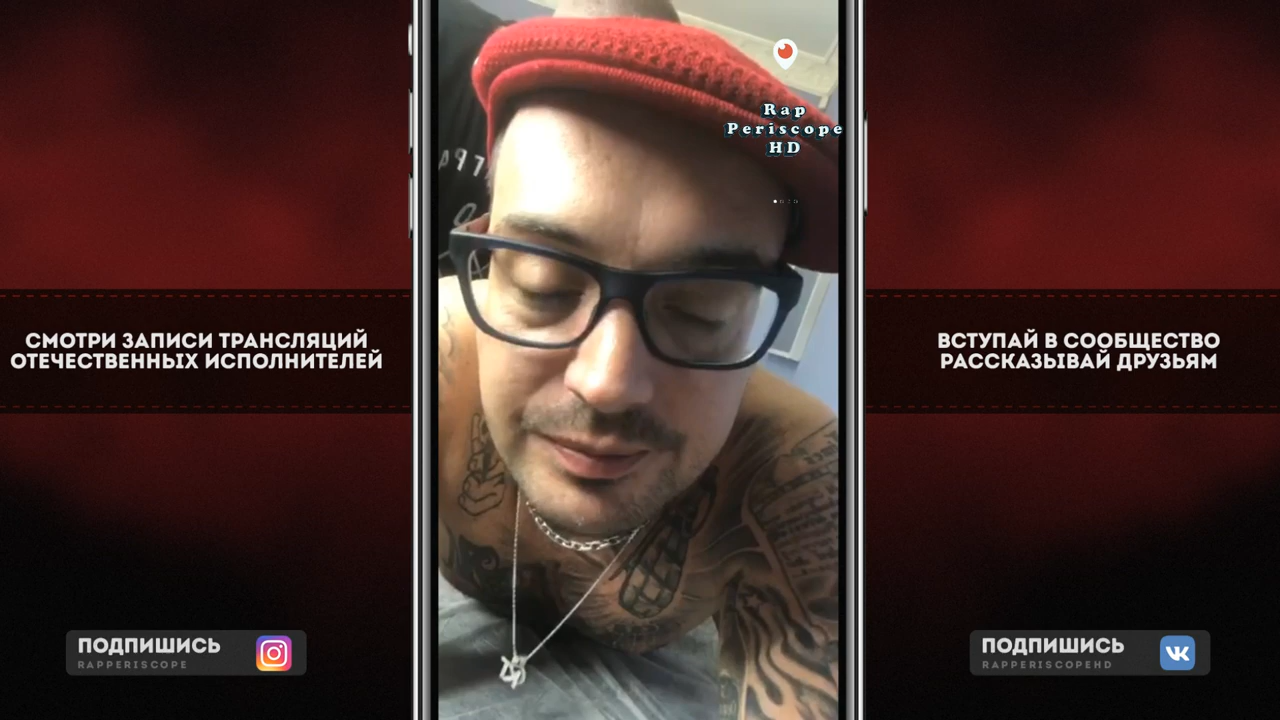 Rap
Periscope
HD
СМОТРИ ЗАПИСИ ТРАНСЛЯЦИЙ
ОТЕЧЕСТВЕННЫХ ИСПОЛНИТЕЛЕЙ
ВСТУПАЙ В СООБЩЕСТВО
РАССКАЗЫВАЙ ДРУЗЬЯМ
ПОДПИШИСЬ
RAPPERISCOPE
ПОДПИШИСЬ
RAPPERISCOPEHD